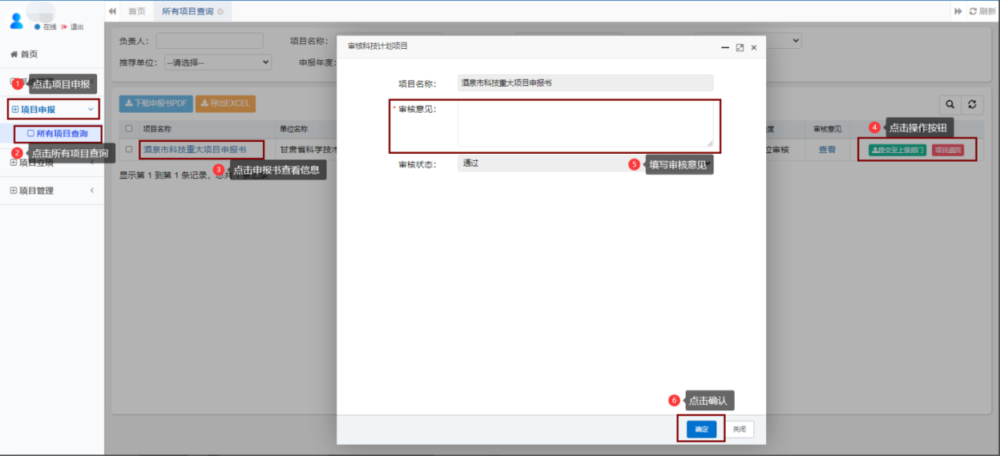 首页
所有项目查询
刷新
在线 退出
首页
负责人：
项目名称：
推荐单位：
--请选择--
申报年度：
1 点击项目申报
项目申报
所有项目查询
2 点击所有项目查询
项目立项
项目管理
下载申报书PDF
导出EXCEL
项目名称
单位名称
审核意见
4 点击操作按钮
酒泉市科技重大项目申报书
甘肃省科学技术
位审核
查看
提交至上级部门
项目退回
3 点击申报书查看信息
显示第 1 到第 1 条记录，总共 1 条记录
审核科技计划项目
项目名称：
酒泉市科技重大项目申报书
* 审核意见：
审核状态：
通过
5 填写审核意见
6 点击确认
确定
关闭